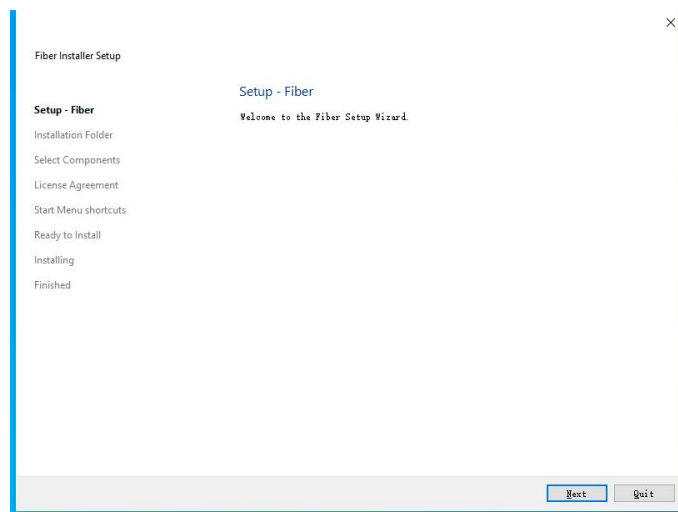 Fiber Installer Setup
Setup - Fiber
Installation Folder
Select Components
License Agreement
Start Menu shortcuts
Ready to Install
Installing
Finished
Setup - Fiber
Welcome to the Fiber Setup Wizard.
Next
Quit